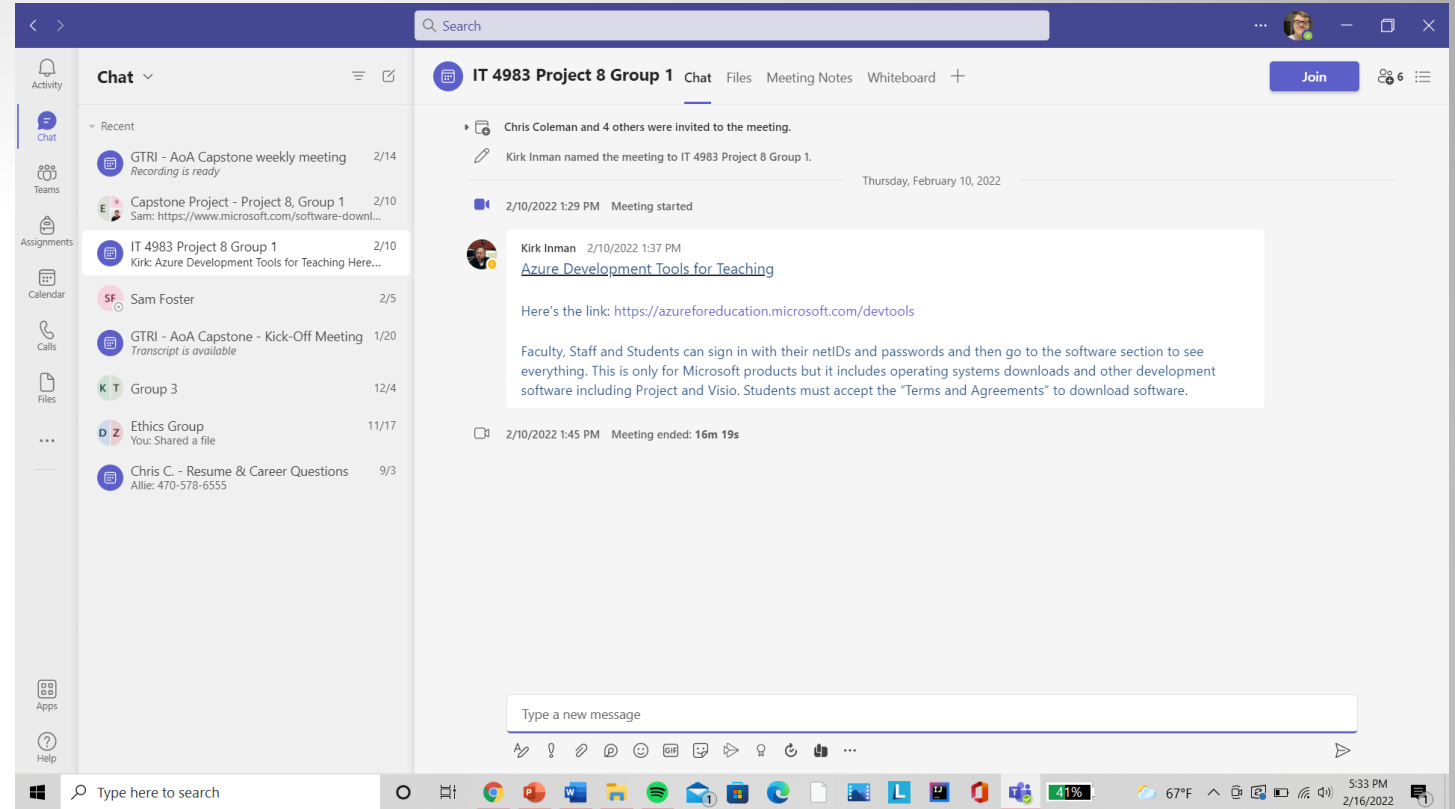 Search
Activity
Chat
Teams
Assignments
Calendar
Calls
Files
Apps
Help
Chat
Recent
GTRI - AoA Capstone weekly meeting 2/14
Recording is ready
E
Capstone Project - Project 8, Group 1 2/10
Sam: https://www.microsoft.com/software-downl...
IT 4983 Project 8 Group 1 2/10
Kirk: Azure Development Tools for Teaching Here...
SF Sam Foster 2/5
GTRI - AoA Capstone - Kick-Off Meeting 1/20
Transcript is available
K T Group 3 12/4
D Z Ethics Group 11/17
You: Shared a file
Chris C. - Resume & Career Questions 9/3
Allie: 470-578-6555
IT 4983 Project 8 Group 1 Chat Files Meeting Notes Whiteboard Join 6
Chris Coleman and 4 others were invited to the meeting.
Kirk Inman named the meeting to IT 4983 Project 8 Group 1.
Thursday, February 10, 2022
2/10/2022 1:29 PM Meeting started
Kirk Inman 2/10/2022 1:37 PM
Azure Development Tools for Teaching
Here's the link: https://azureforeducation.microsoft.com/devtools
Faculty, Staff and Students can sign in with their netIDs and passwords and then go to the software section to see
everything. This is only for Microsoft products but it includes operating systems downloads and other development
software including Project and Visio. Students must accept the “Terms and Agreements” to download software.
2/10/2022 1:45 PM Meeting ended: 16m 19s
Type a new message
GIF
Type here to search
1
L
41%
67°F
5:33 PM
2/16/2022
1